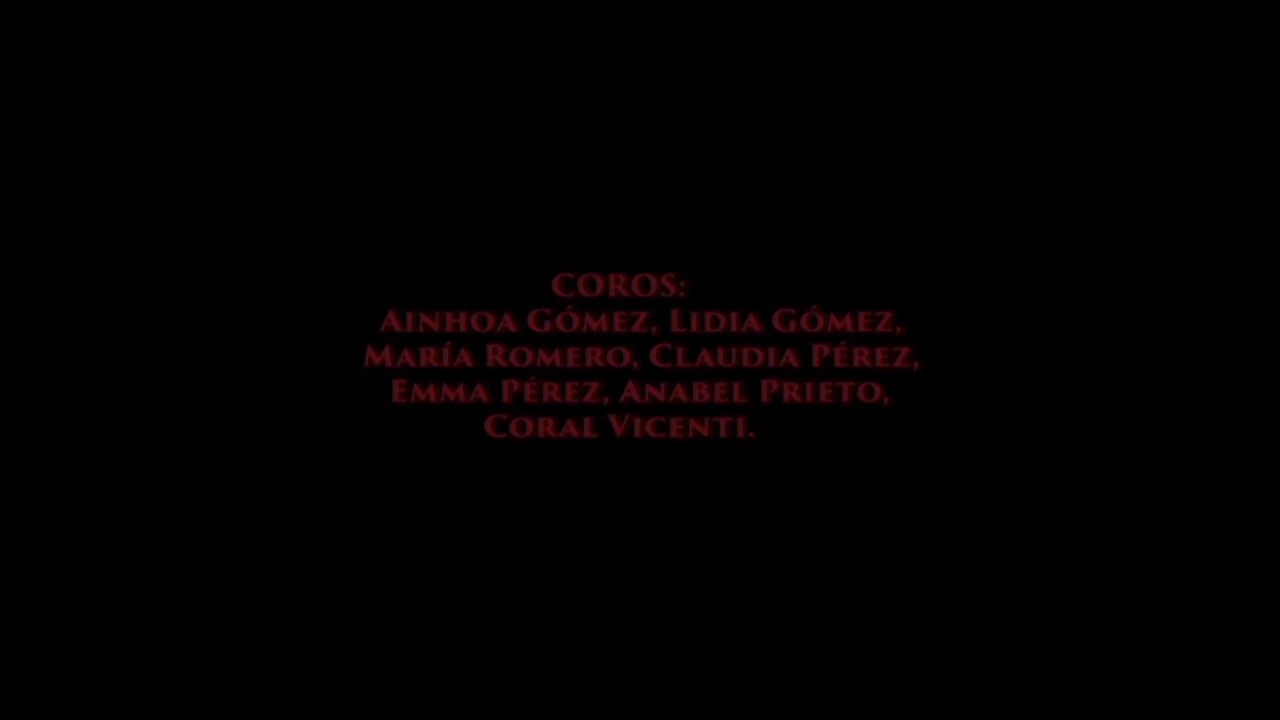 COROS:
AINHOA GÓMEZ, LIDIA GÓMEZ,
MARÍA ROMERO, CLAUDIA PÉREZ,
EMMA PÉREZ, ANABEL PRIETO,
CORAL VICENTI.